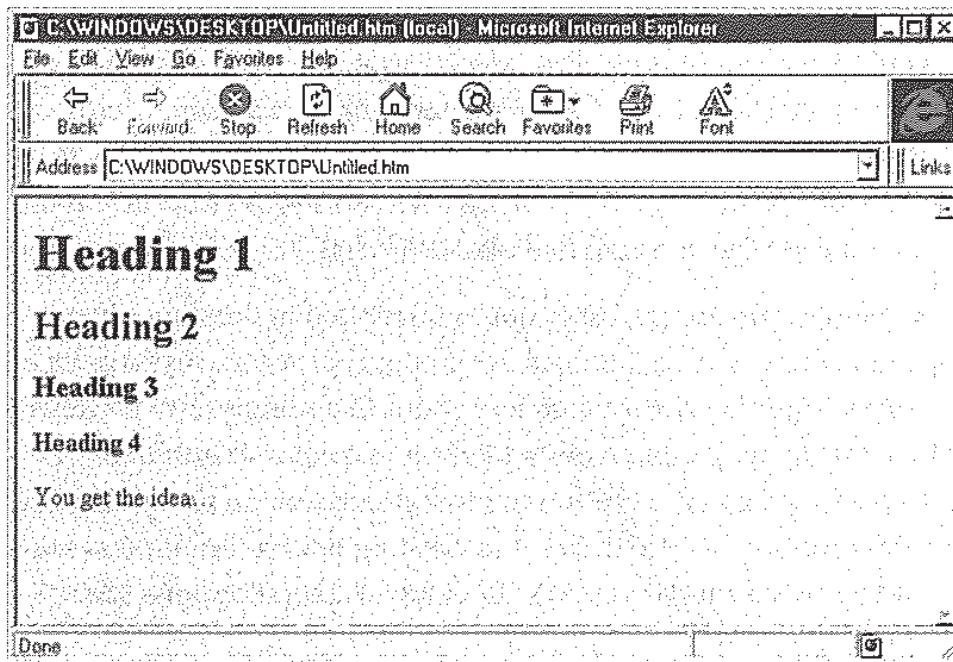 C:\WINDOWS\DESKTOP\Untitled.htm (local) - Microsoft Internet Explorer
File Edit View Go Favorites Help
Back Forward Stop Refresh Home Search Favorites Print Font
Address C:\WINDOWS\DESKTOP\Untitled.htm Links
Heading 1
Heading 2
Heading 3
Heading 4
You get the idea...
Done